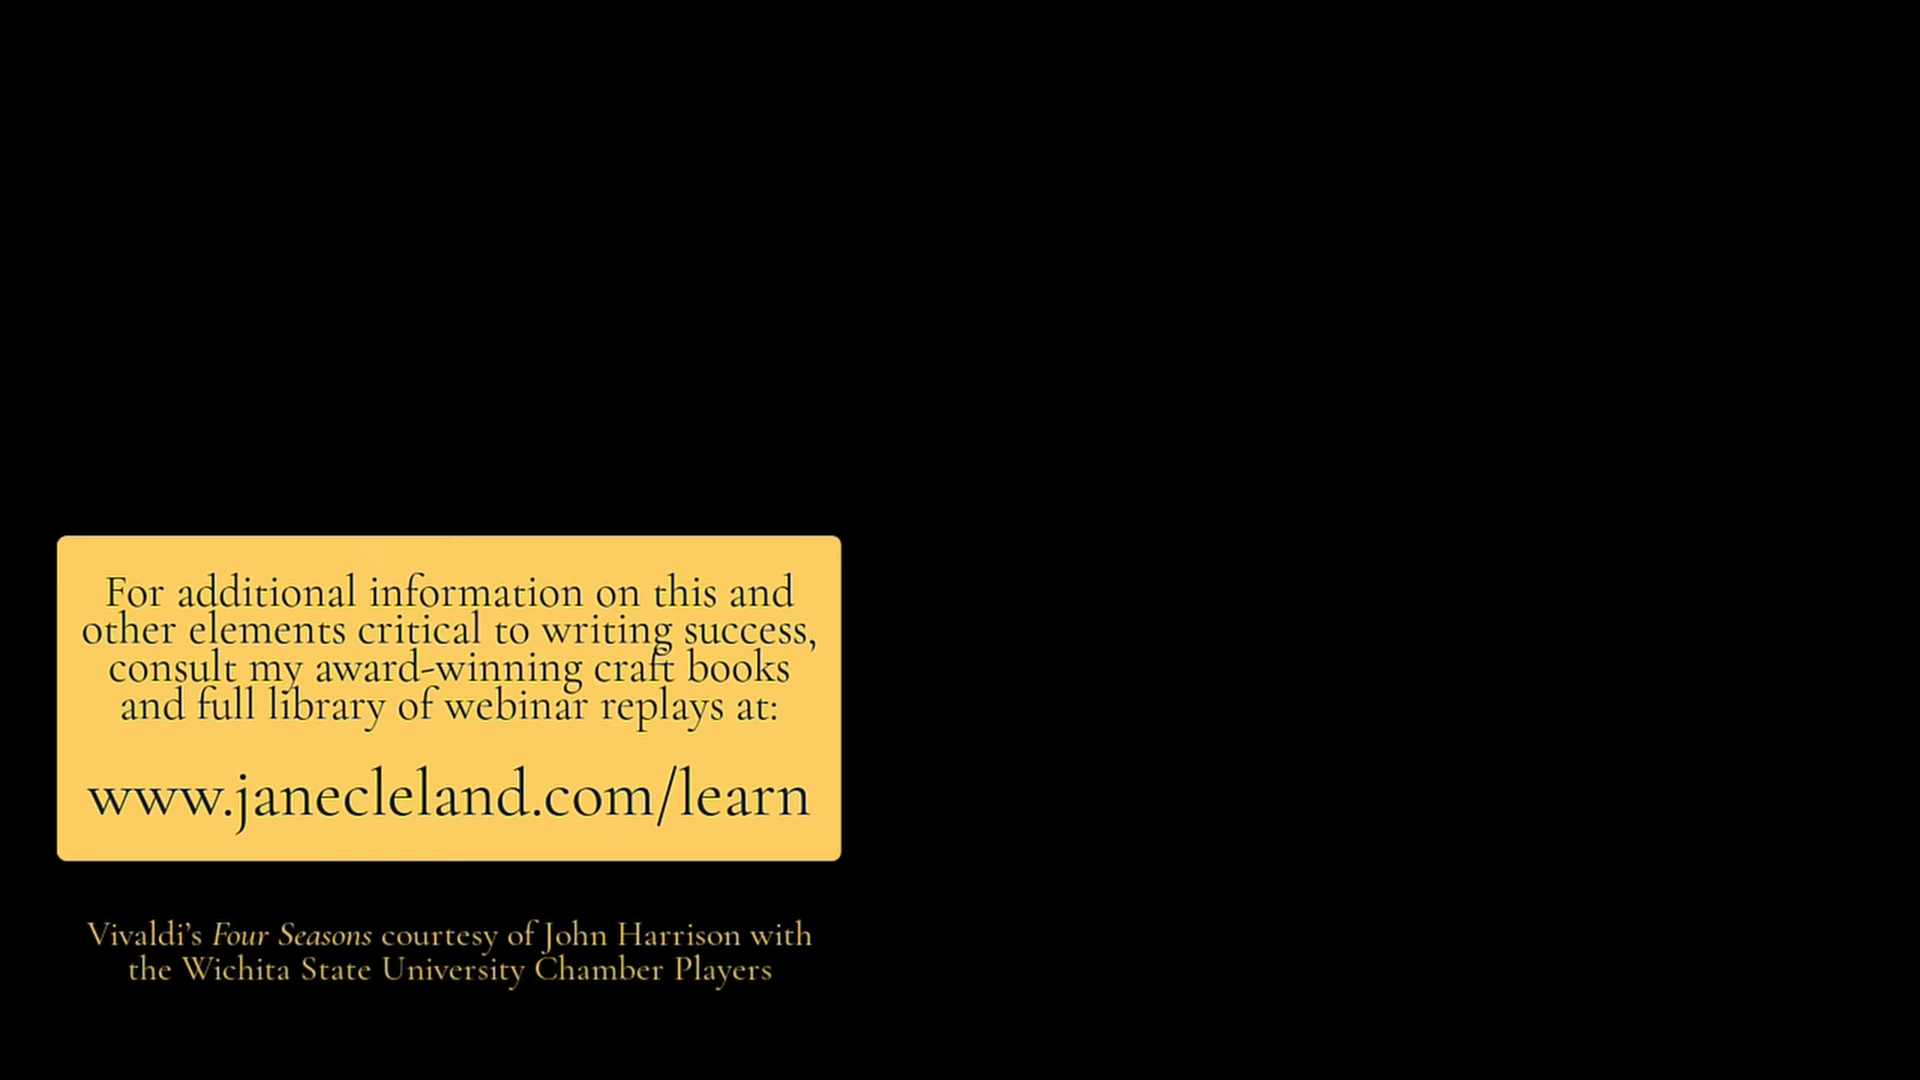 For additional information on this and
other elements critical to writing success,
consult my award-winning craft books
and full library of webinar replays at:
www.janecleland.com/learn
Vivaldi's Four Seasons courtesy of John Harrison with
the Wichita State University Chamber Players